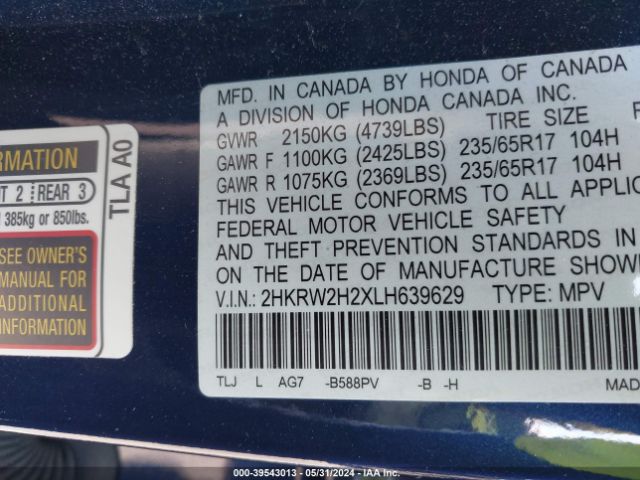 RMATION
T 2 REAR 3
385kg or 850lbs.
SEE OWNER'S
MANUAL FOR
ADDITIONAL
INFORMATION
TLA A0
MFD. IN CANADA BY HONDA OF CANADA
A DIVISION OF HONDA CANADA INC.
GVWR 2150KG (4739LBS) TIRE SIZE
GAWR F 1100KG (2425LBS) 235/65R17 104H
GAWR R 1075KG (2369LBS) 235/65R17 104H
THIS VEHICLE CONFORMS TO ALL APPLIC
FEDERAL MOTOR VEHICLE SAFETY
AND THEFT PREVENTION STANDARDS IN
ON THE DATE OF MANUFACTURE SHOW
V.I.N.: 2HKRW2H2XLH639629 TYPE: MPV
TLJ L AG7 -B588PV -B -H MAD
00-39543013 - 05/31/2024 - IAA Inc.